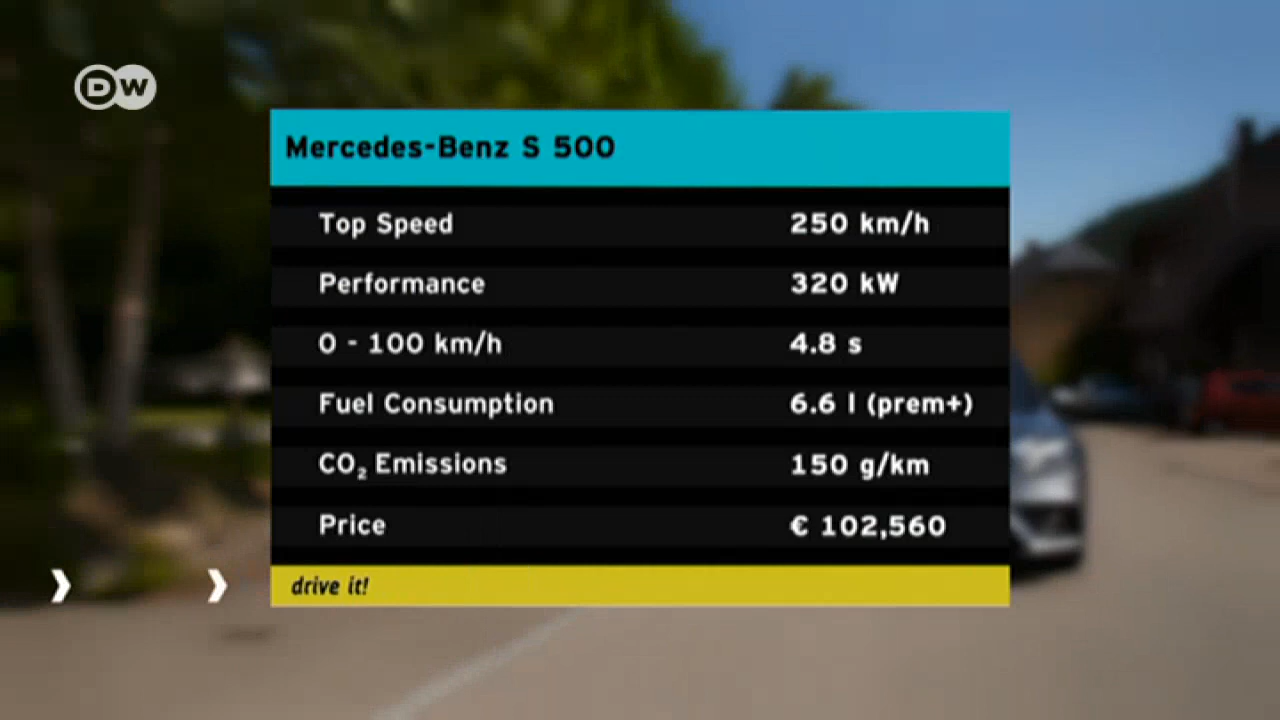 DW
Mercedes-Benz S 500
Top Speed 250 km/h
Performance 320 kW
0 - 100 km/h 4.8 s
Fuel Consumption 6.6 l (prem+)
CO₂ Emissions 150 g/km
Price € 102,560
drive it!